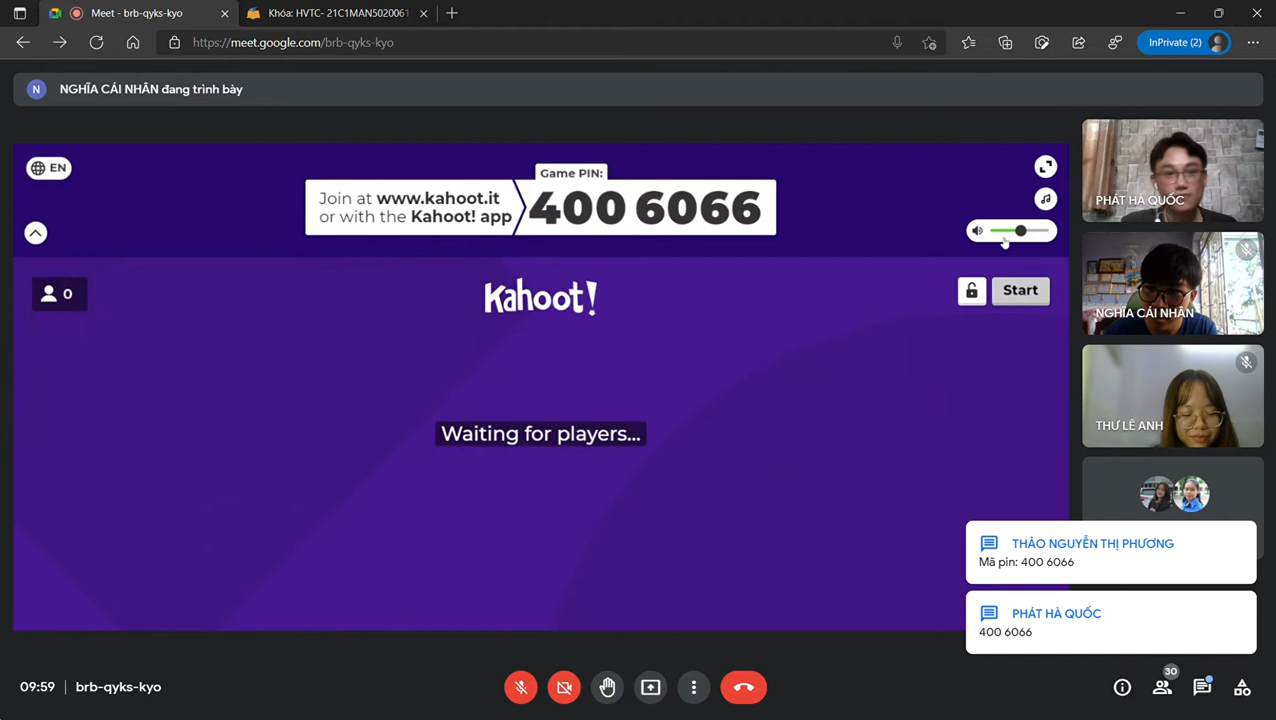 Meet - brb-qyks-kyo
Khóa: HVTC- 21C1MAN5020061
https://meet.google.com/brb-qyks-kyo
InPrivate (2)
N
NGHĨA CÁI NHÂN đang trình bày
EN
Game PIN:
Join at www.kahoot.it
or with the Kahoot! app
400 6066
0
Kahoot!
Start
Waiting for players...
PHÁT HÀ QUỐC
NGHĨA CÁI NHÂN
THƯ LÊ ANH
THẢO NGUYỄN THỊ PHƯƠNG
Mã pin: 400 6066
PHÁT HÀ QUỐC
400 6066
09:59
brb-qyks-kyo
30